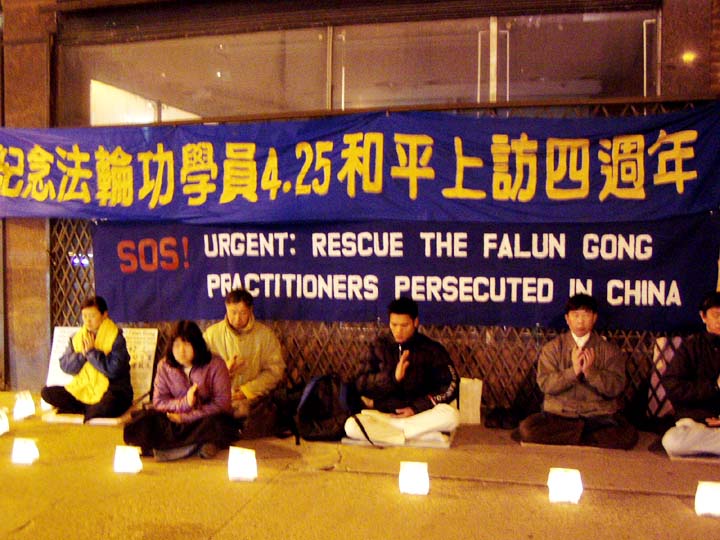 紀念法輪功學員4.25和平上訪四週年
SOS! URGENT: RESCUE THE FALUN GONG
PRACTITIONERS PERSECUTED IN CHINA